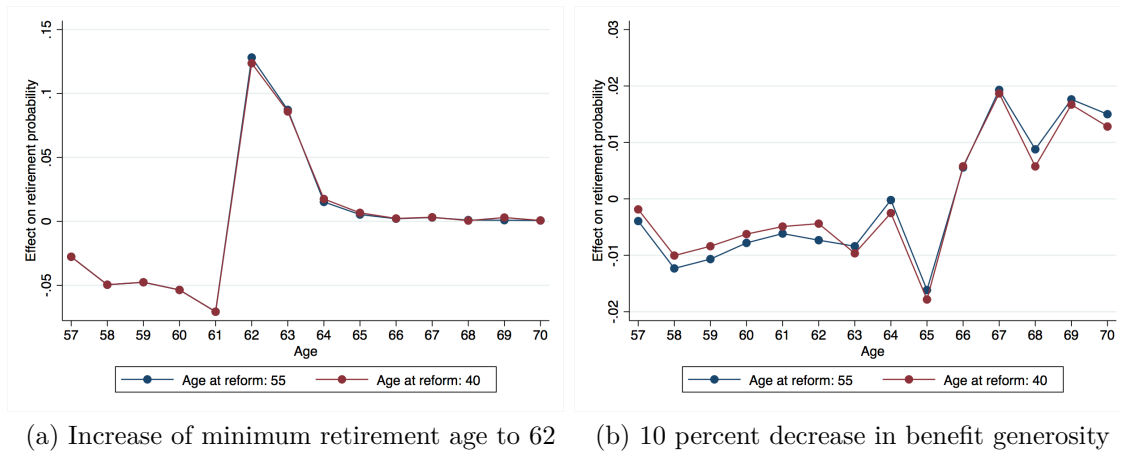 Effect on retirement probability
.15
.1
.05
0
-.05
57 58 59 60 61 62 63 64 65 66 67 68 69 70
Age
Age at reform: 55 Age at reform: 40
(a) Increase of minimum retirement age to 62
Effect on retirement probability
.03
.02
.01
0
-.01
-.02
57 58 59 60 61 62 63 64 65 66 67 68 69 70
Age
Age at reform: 55 Age at reform: 40
(b) 10 percent decrease in benefit generosity